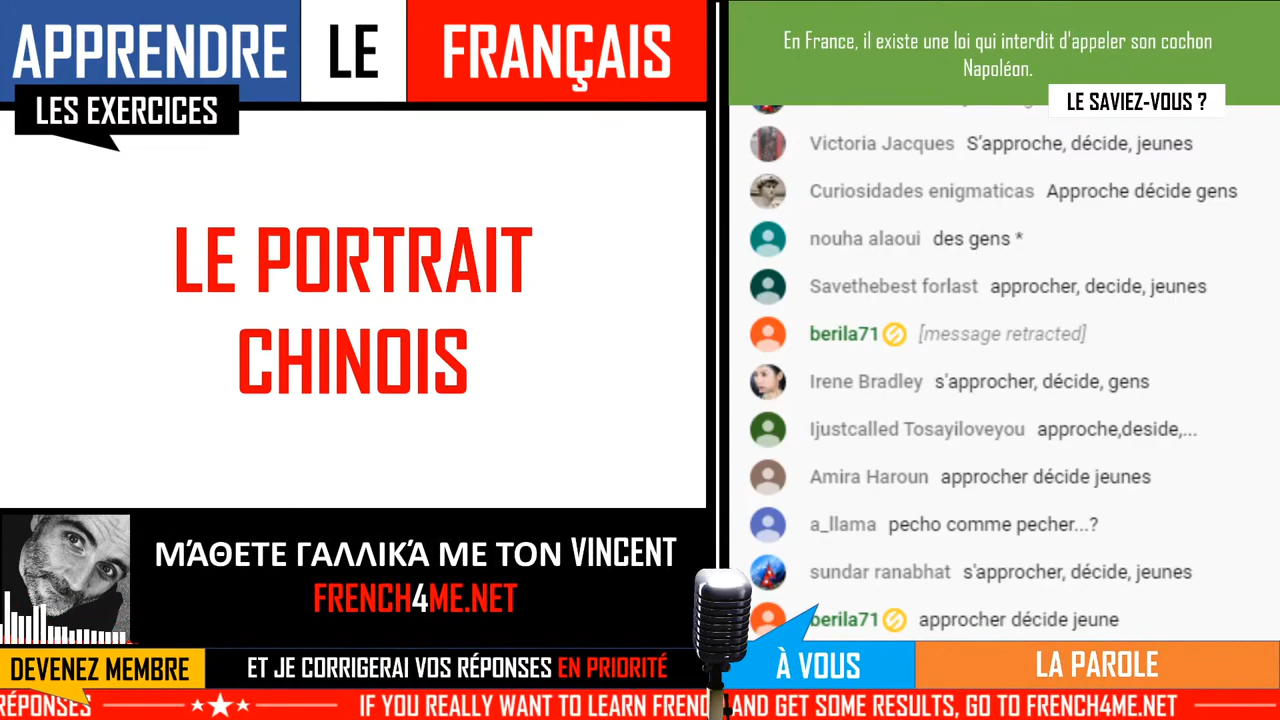 APPRENDRE LE FRANÇAIS
LES EXERCICES
LE PORTRAIT
CHINOIS
ΜΆΘΕΤΕ ΓΑΛΛΙΚΆ ΜΕ ΤΟΝ VINCENT
FRENCH4ME.NET
DEVENEZ MEMBRE
ET JE CORRIGERAI VOS RÉPONSES EN PRIORITÉ
En France, il existe une loi qui interdit d'appeler son cochon
Napoléon.
LE SAVIEZ-VOUS ?
Victoria Jacques S'approche, décide, jeunes
Curiosidades enigmaticas Approche décide gens
nouha alaoui des gens *
Savethebest forlast approcher, decide, jeunes
berila71 [message retracted]
Irene Bradley s'approcher, décide, gens
Ijustcalled Tosayiloveyou approche,deside,...
Amira Haroun approcher décide jeunes
a_llama pecho comme pecher...?
sundar ranabhat s'approcher, décide, jeunes
berila71 approcher décide jeune
À VOUS
LA PAROLE
RÉPONSES IF YOU REALLY WANT TO LEARN FRENC AND GET SOME RESULTS, GO TO FRENCH4ME.NET